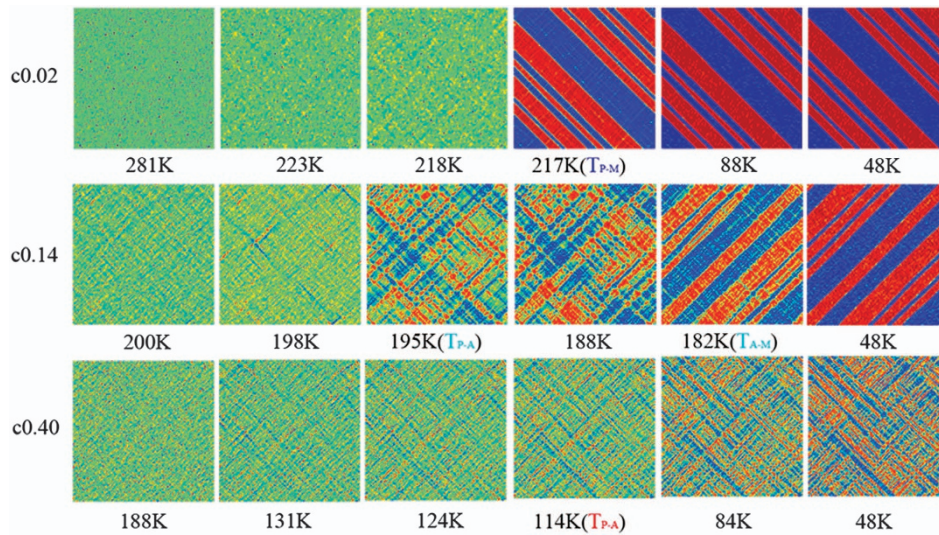 c0.02
281K 223K 218K 217K(TP-M) 88K 48K
c0.14
200K 198K 195K(TP-A) 188K 182K(TA-M) 48K
c0.40
188K 131K 124K 114K(TP-A) 84K 48K